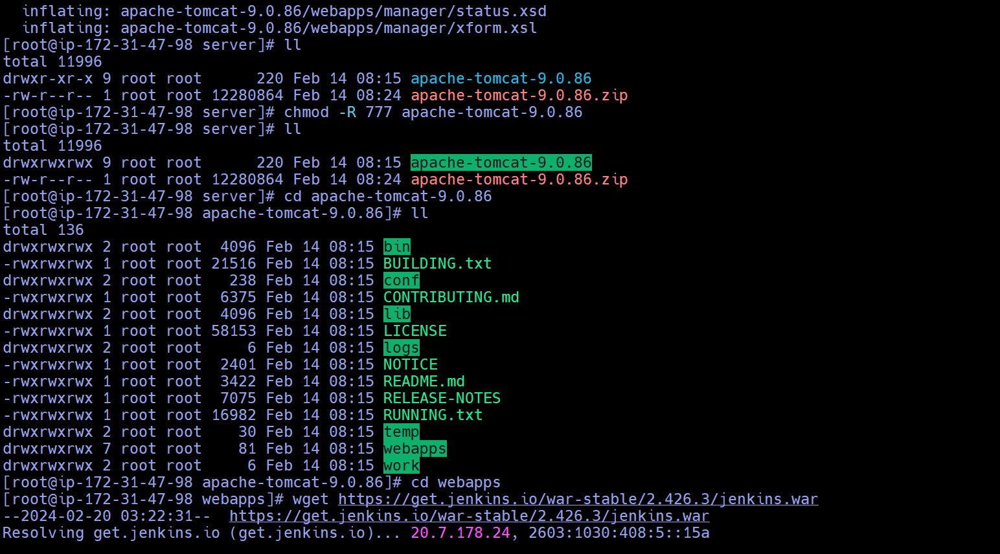 inflating: apache-tomcat-9.0.86/webapps/manager/status.xsd
inflating: apache-tomcat-9.0.86/webapps/manager/xform.xsl
[root@ip-172-31-47-98 server]# ll
total 11996
drwxr-xr-x 9 root root      220 Feb 14 08:15 apache-tomcat-9.0.86
-rw-r--r-- 1 root root 12280864 Feb 14 08:24 apache-tomcat-9.0.86.zip
[root@ip-172-31-47-98 server]# chmod -R 777 apache-tomcat-9.0.86
[root@ip-172-31-47-98 server]# ll
total 11996
drwxrwxrwx 9 root root      220 Feb 14 08:15 apache-tomcat-9.0.86
-rw-r--r-- 1 root root 12280864 Feb 14 08:24 apache-tomcat-9.0.86.zip
[root@ip-172-31-47-98 server]# cd apache-tomcat-9.0.86
[root@ip-172-31-47-98 apache-tomcat-9.0.86]# ll
total 136
drwxrwxrwx 2 root root  4096 Feb 14 08:15 bin
-rwxrwxrwx 1 root root 21516 Feb 14 08:15 BUILDING.txt
drwxrwxrwx 2 root root   238 Feb 14 08:15 conf
-rwxrwxrwx 1 root root  6375 Feb 14 08:15 CONTRIBUTING.md
drwxrwxrwx 2 root root  4096 Feb 14 08:15 lib
-rwxrwxrwx 1 root root 58153 Feb 14 08:15 LICENSE
drwxrwxrwx 2 root root     6 Feb 14 08:15 logs
-rwxrwxrwx 1 root root  2401 Feb 14 08:15 NOTICE
-rwxrwxrwx 1 root root  3422 Feb 14 08:15 README.md
-rwxrwxrwx 1 root root  7075 Feb 14 08:15 RELEASE-NOTES
-rwxrwxrwx 1 root root 16982 Feb 14 08:15 RUNNING.txt
drwxrwxrwx 2 root root    30 Feb 14 08:15 temp
drwxrwxrwx 7 root root    81 Feb 14 08:15 webapps
drwxrwxrwx 2 root root     6 Feb 14 08:15 work
[root@ip-172-31-47-98 apache-tomcat-9.0.86]# cd webapps
[root@ip-172-31-47-98 webapps]# wget https://get.jenkins.io/war-stable/2.426.3/jenkins.war
--2024-02-20 03:22:31--  https://get.jenkins.io/war-stable/2.426.3/jenkins.war
Resolving get.jenkins.io (get.jenkins.io)... 20.7.178.24, 2603:1030:408:5::15a